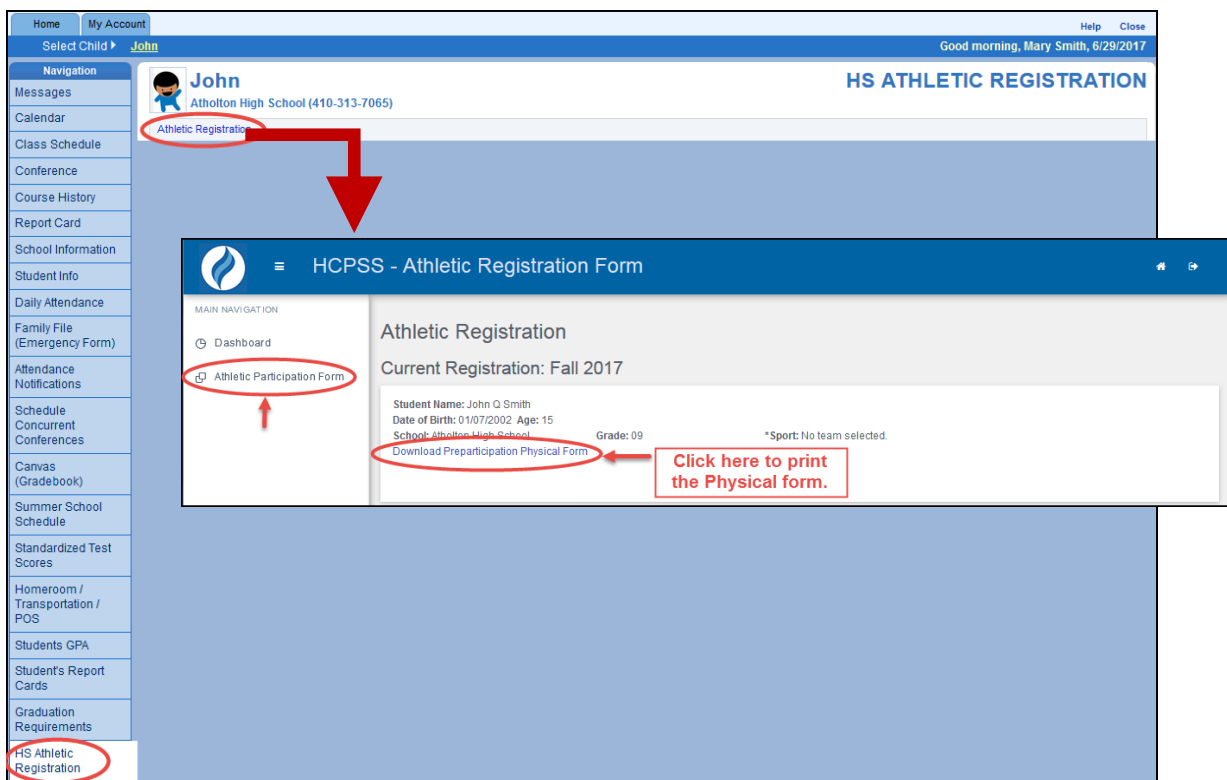 Home
My Account
Help Close
Select Child
John
Good morning, Mary Smith, 6/29/2017
Navigation
Messages
Calendar
Class Schedule
Conference
Course History
Report Card
School Information
Student Info
Daily Attendance
Family File
(Emergency Form)
Attendance
Notifications
Schedule
Concurrent
Conferences
Canvas
(Gradebook)
Summer School
Schedule
Standardized Test
Scores
Homeroom /
Transportation /
POS
Students GPA
Student's Report
Cards
Graduation
Requirements
HS Athletic
Registration
John
HS ATHLETIC REGISTRATION
Atholton High School (410-313-7065)
Athletic Registration
HCPSS - Athletic Registration Form
MAIN NAVIGATION
Dashboard
Athletic Participation Form
Athletic Registration
Current Registration: Fall 2017
Student Name: John Q Smith
Date of Birth: 01/07/2002 Age: 15
School: Atholton High School Grade: 09 *Sport: No team selected.
Download Preparticipation Physical Form
Click here to print
the Physical form.